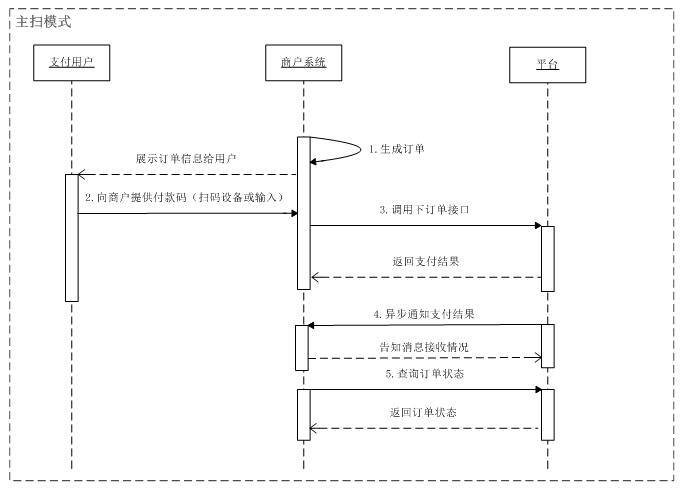 主扫模式
支付用户
商户系统
平台
1.生成订单
展示订单信息给用户
2.向商户提供付款码（扫码设备或输入）
3.调用下订单接口
返回支付结果
4.异步通知支付结果
告知消息接收情况
5.查询订单状态
返回订单状态